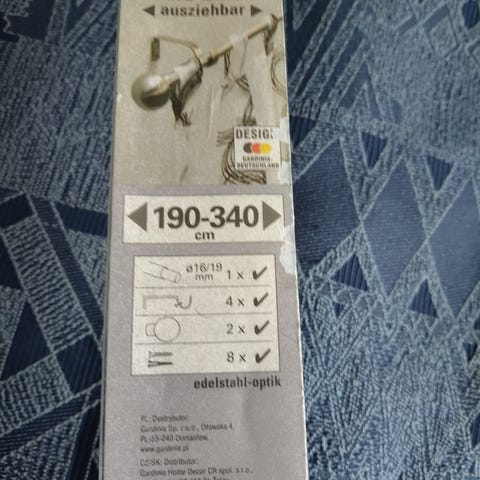 ◄ ausziehbar ►
DESIGN
GARDINIA-
DEUTSCHLAND
◄ 190-340 ►
cm
ø16/19
mm 1 x ✔
4 x ✔
2 x ✔
8 x ✔
edelstahl-optik
PL: Dystrybutor:
Gardinia Sp. z o.o., Oławska 4,
PL-55-040 Domasław,
www.gardinia.pl
CZ/SK: Distributor:
Gardinia Home Decor CR spol. s r.o.,